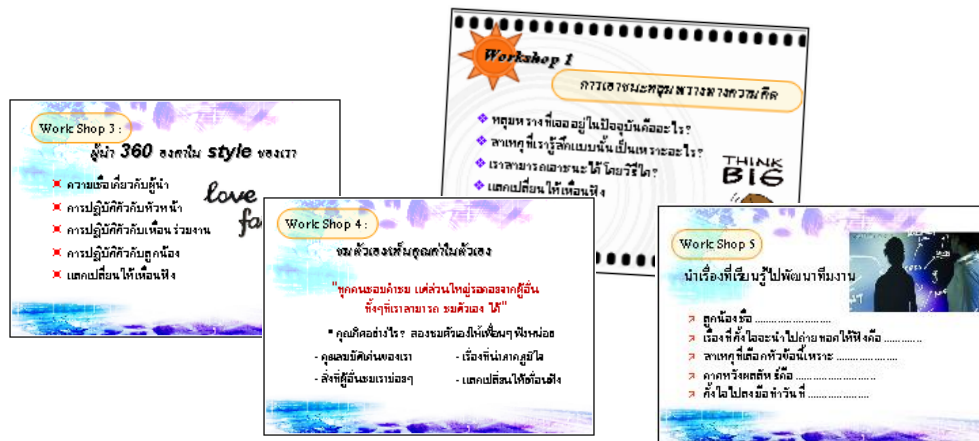 Workshop 1
การเอาชนะหลุมพรางทางความคิด
หลุมพรางที่เจออยู่ในปัจจุบันคืออะไร?
สาเหตุที่เรารู้สึกแบบนั้นเป็นเพราะอะไร?
เราสามารถเอาชนะได้โดยวิธีใด?
แลกเปลี่ยนให้เพื่อนฟัง
THINK
BIG
Work Shop 3 :
ผู้นำ 360 องศาใน style ของเรา
ความเชื่อเกี่ยวกับผู้นำ
การปฏิบัติตัวกับหัวหน้า
การปฏิบัติตัวกับเพื่อนร่วมงาน
การปฏิบัติตัวกับลูกน้อง
แลกเปลี่ยนให้เพื่อนฟัง
love
Work Shop 4 :
ชมตัวเองเห็นคุณค่าในตัวเอง
"ทุกคนชอบคำชม แต่ส่วนใหญ่รอคอยจากผู้อื่น
ทั้งๆที่เราสามารถ ชมตัวเอง ได้"
* คุณคิดอย่างไร? ลองชมตัวเองให้เพื่อนๆ ฟังหน่อย
- คุณสมบัติเด่นของเรา
- เรื่องที่น่าภาคภูมิใจ
- สิ่งที่ผู้อื่นชมเราบ่อยๆ
- แลกเปลี่ยนให้เพื่อนฟัง
Work Shop 5
นำเรื่องที่เรียนรู้ไปพัฒนาทีมงาน
ลูกน้องชื่อ ........................
เรื่องที่ตั้งใจจะนำไปถ่ายทอดให้ฟังคือ ............
สาเหตุที่เลือกหัวข้อนี้เพราะ ...................
คาดหวังผลลัพธ์คือ .........................
ตั้งใจไปลงมือทำวันที่ ...................